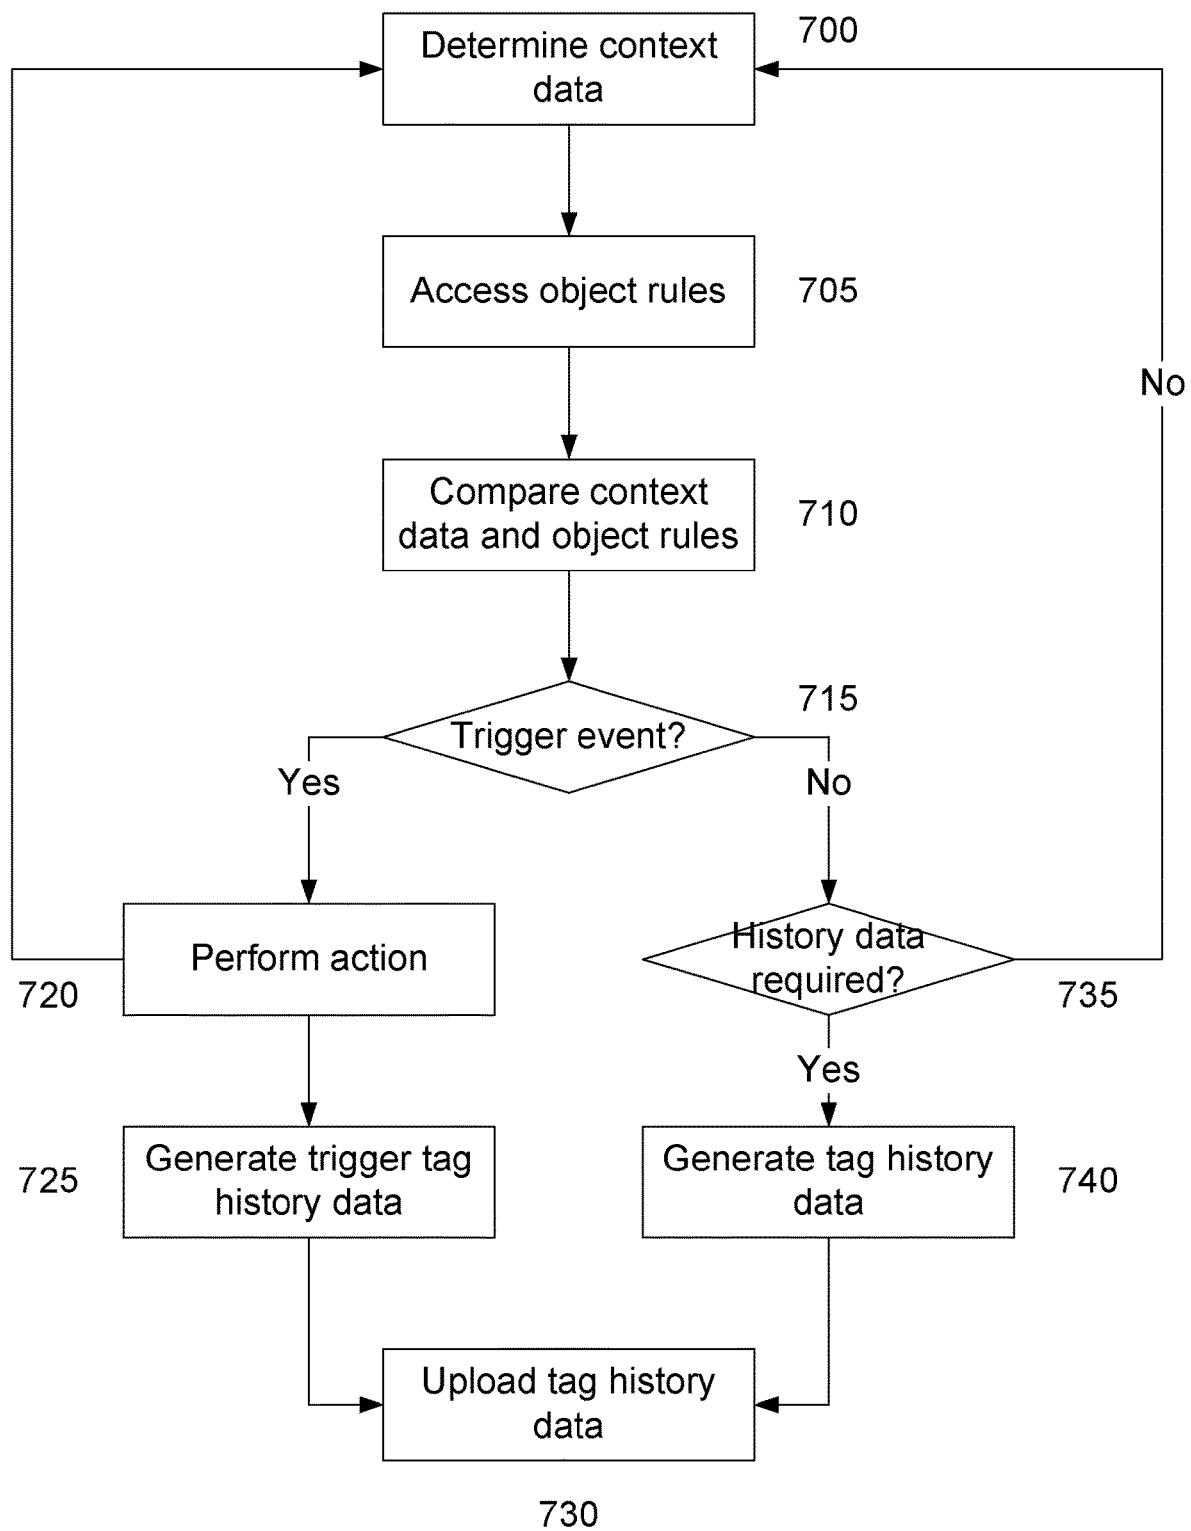 Determine context
data
700
Access object rules
705
No
Compare context
data and object rules
710
Trigger event?
715
Yes
No
Perform action
720
History data
required?
735
Yes
Generate trigger tag
history data
725
Generate tag history
data
740
Upload tag history
data
730